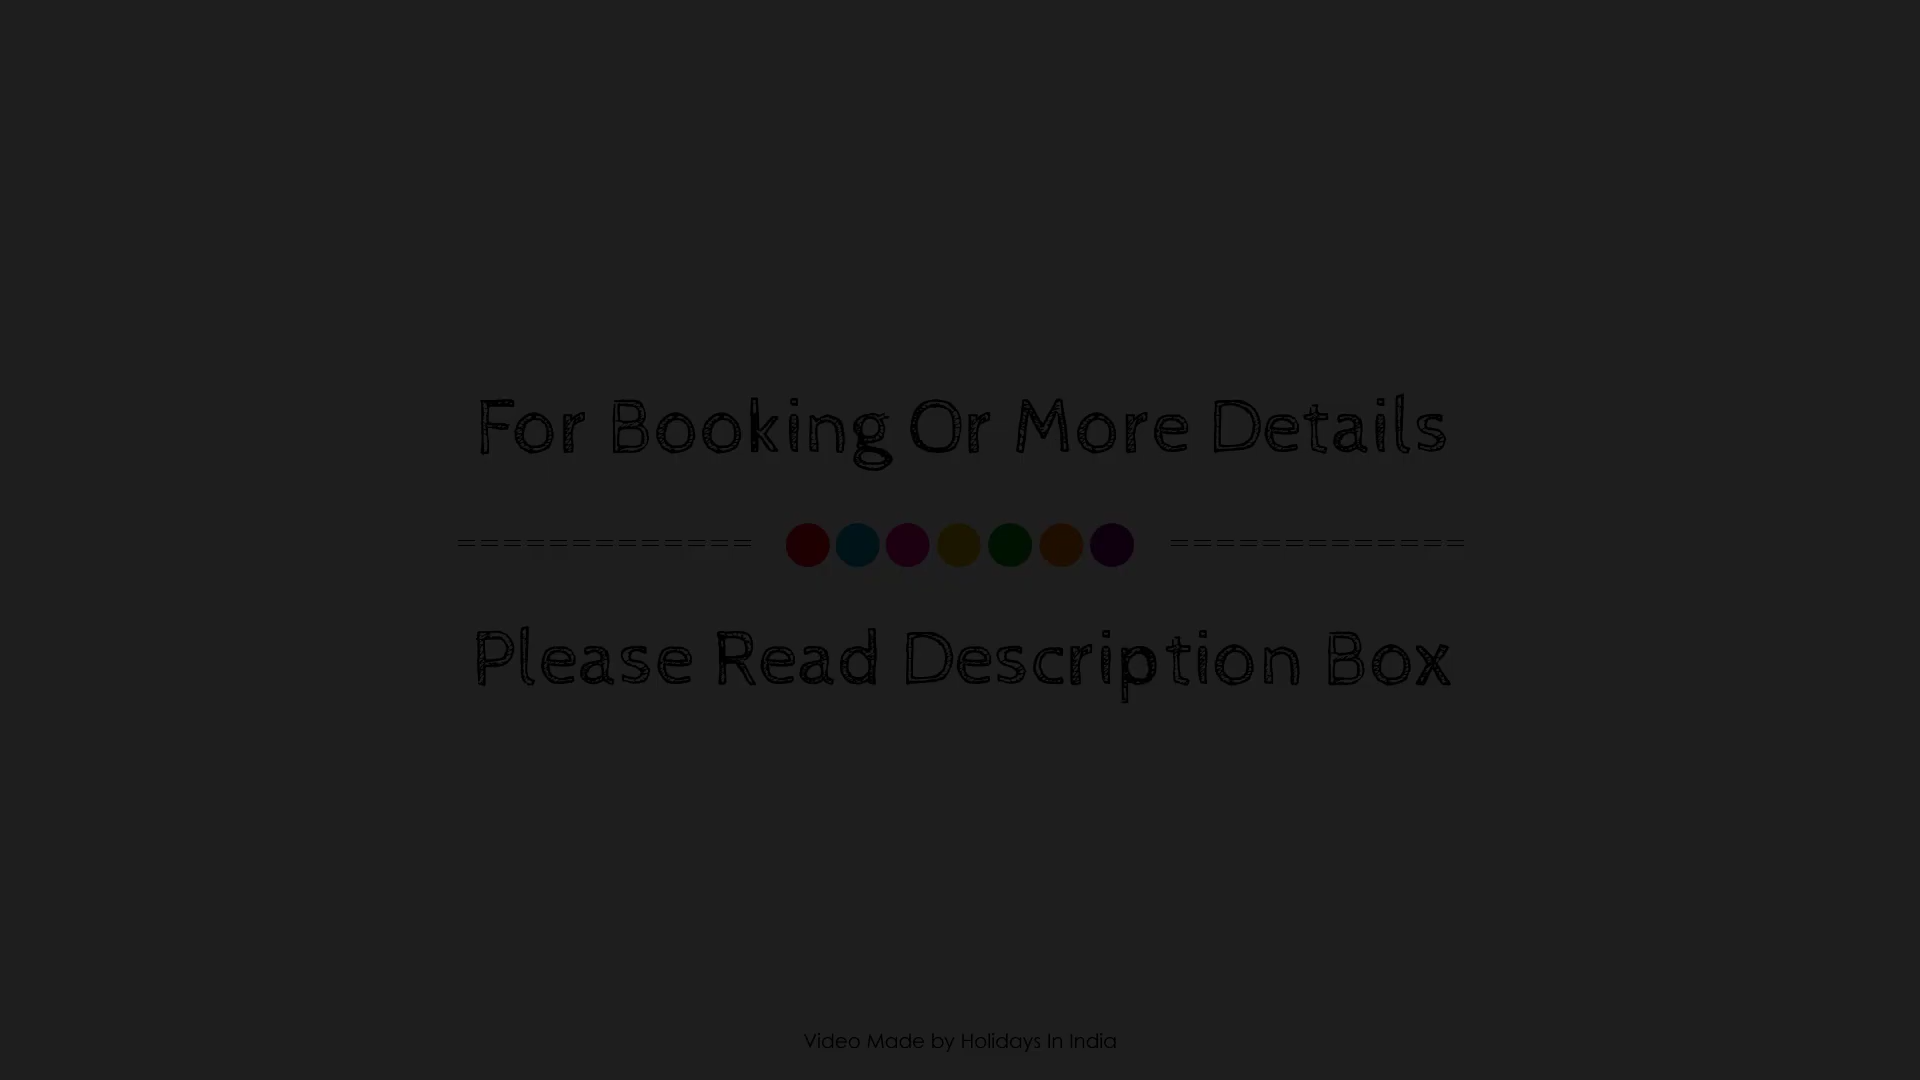 For Booking Or More Details
============= =============
Please Read Description Box
Video Made by Holidays In India